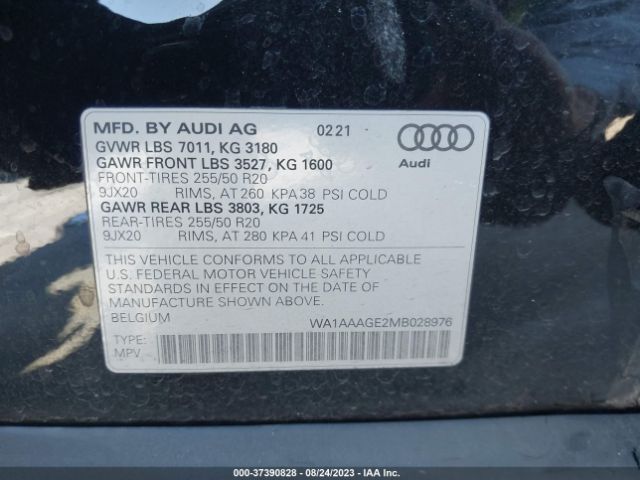 MFD. BY AUDI AG 02 21
GVWR LBS 7011, KG 3180
GAWR FRONT LBS 3527, KG 1600
FRONT-TIRES 255/50 R20
9JX20 RIMS, AT 260 KPA 38 PSI COLD
GAWR REAR LBS 3803, KG 1725
REAR-TIRES 255/50 R20
9JX20 RIMS, AT 280 KPA 41 PSI COLD
Audi
THIS VEHICLE CONFORMS TO ALL APPLICABLE
U.S. FEDERAL MOTOR VEHICLE SAFETY
STANDARDS IN EFFECT ON THE DATE OF
MANUFACTURE SHOWN ABOVE.
BELGIUM WA1AAAGE2MB028976
TYPE:
MPV
000-37390828 - 08/24/2023 - © COPYRIGHT IAA